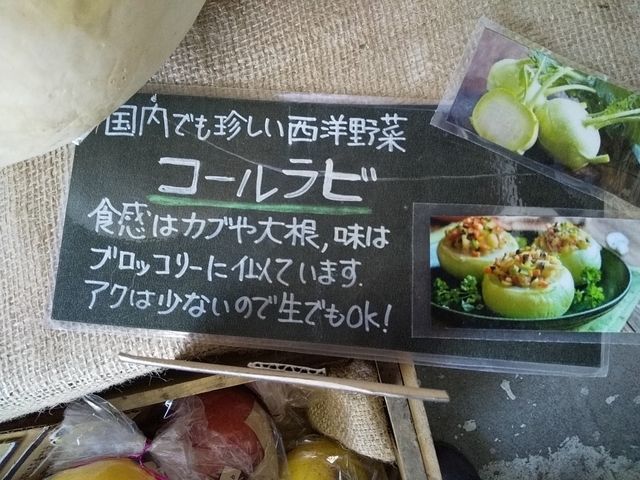 国内でも珍しい西洋野菜
コールラビ
食感はカブや大根,味は
ブロッコリーに似ています.
アクは少ないので生でもOK!